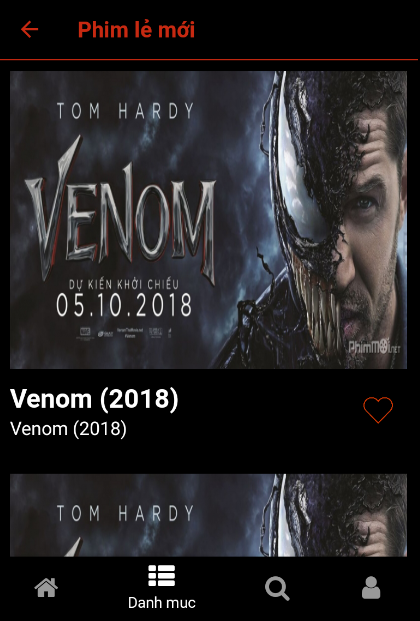 Phim lẻ mới
TOM HARDY
VENOM
DỰ KIẾN KHỞI CHIẾU
05.10.2018
PhimMoi.NET
Venom (2018)
Venom (2018)
TOM HARDY
Danh mục